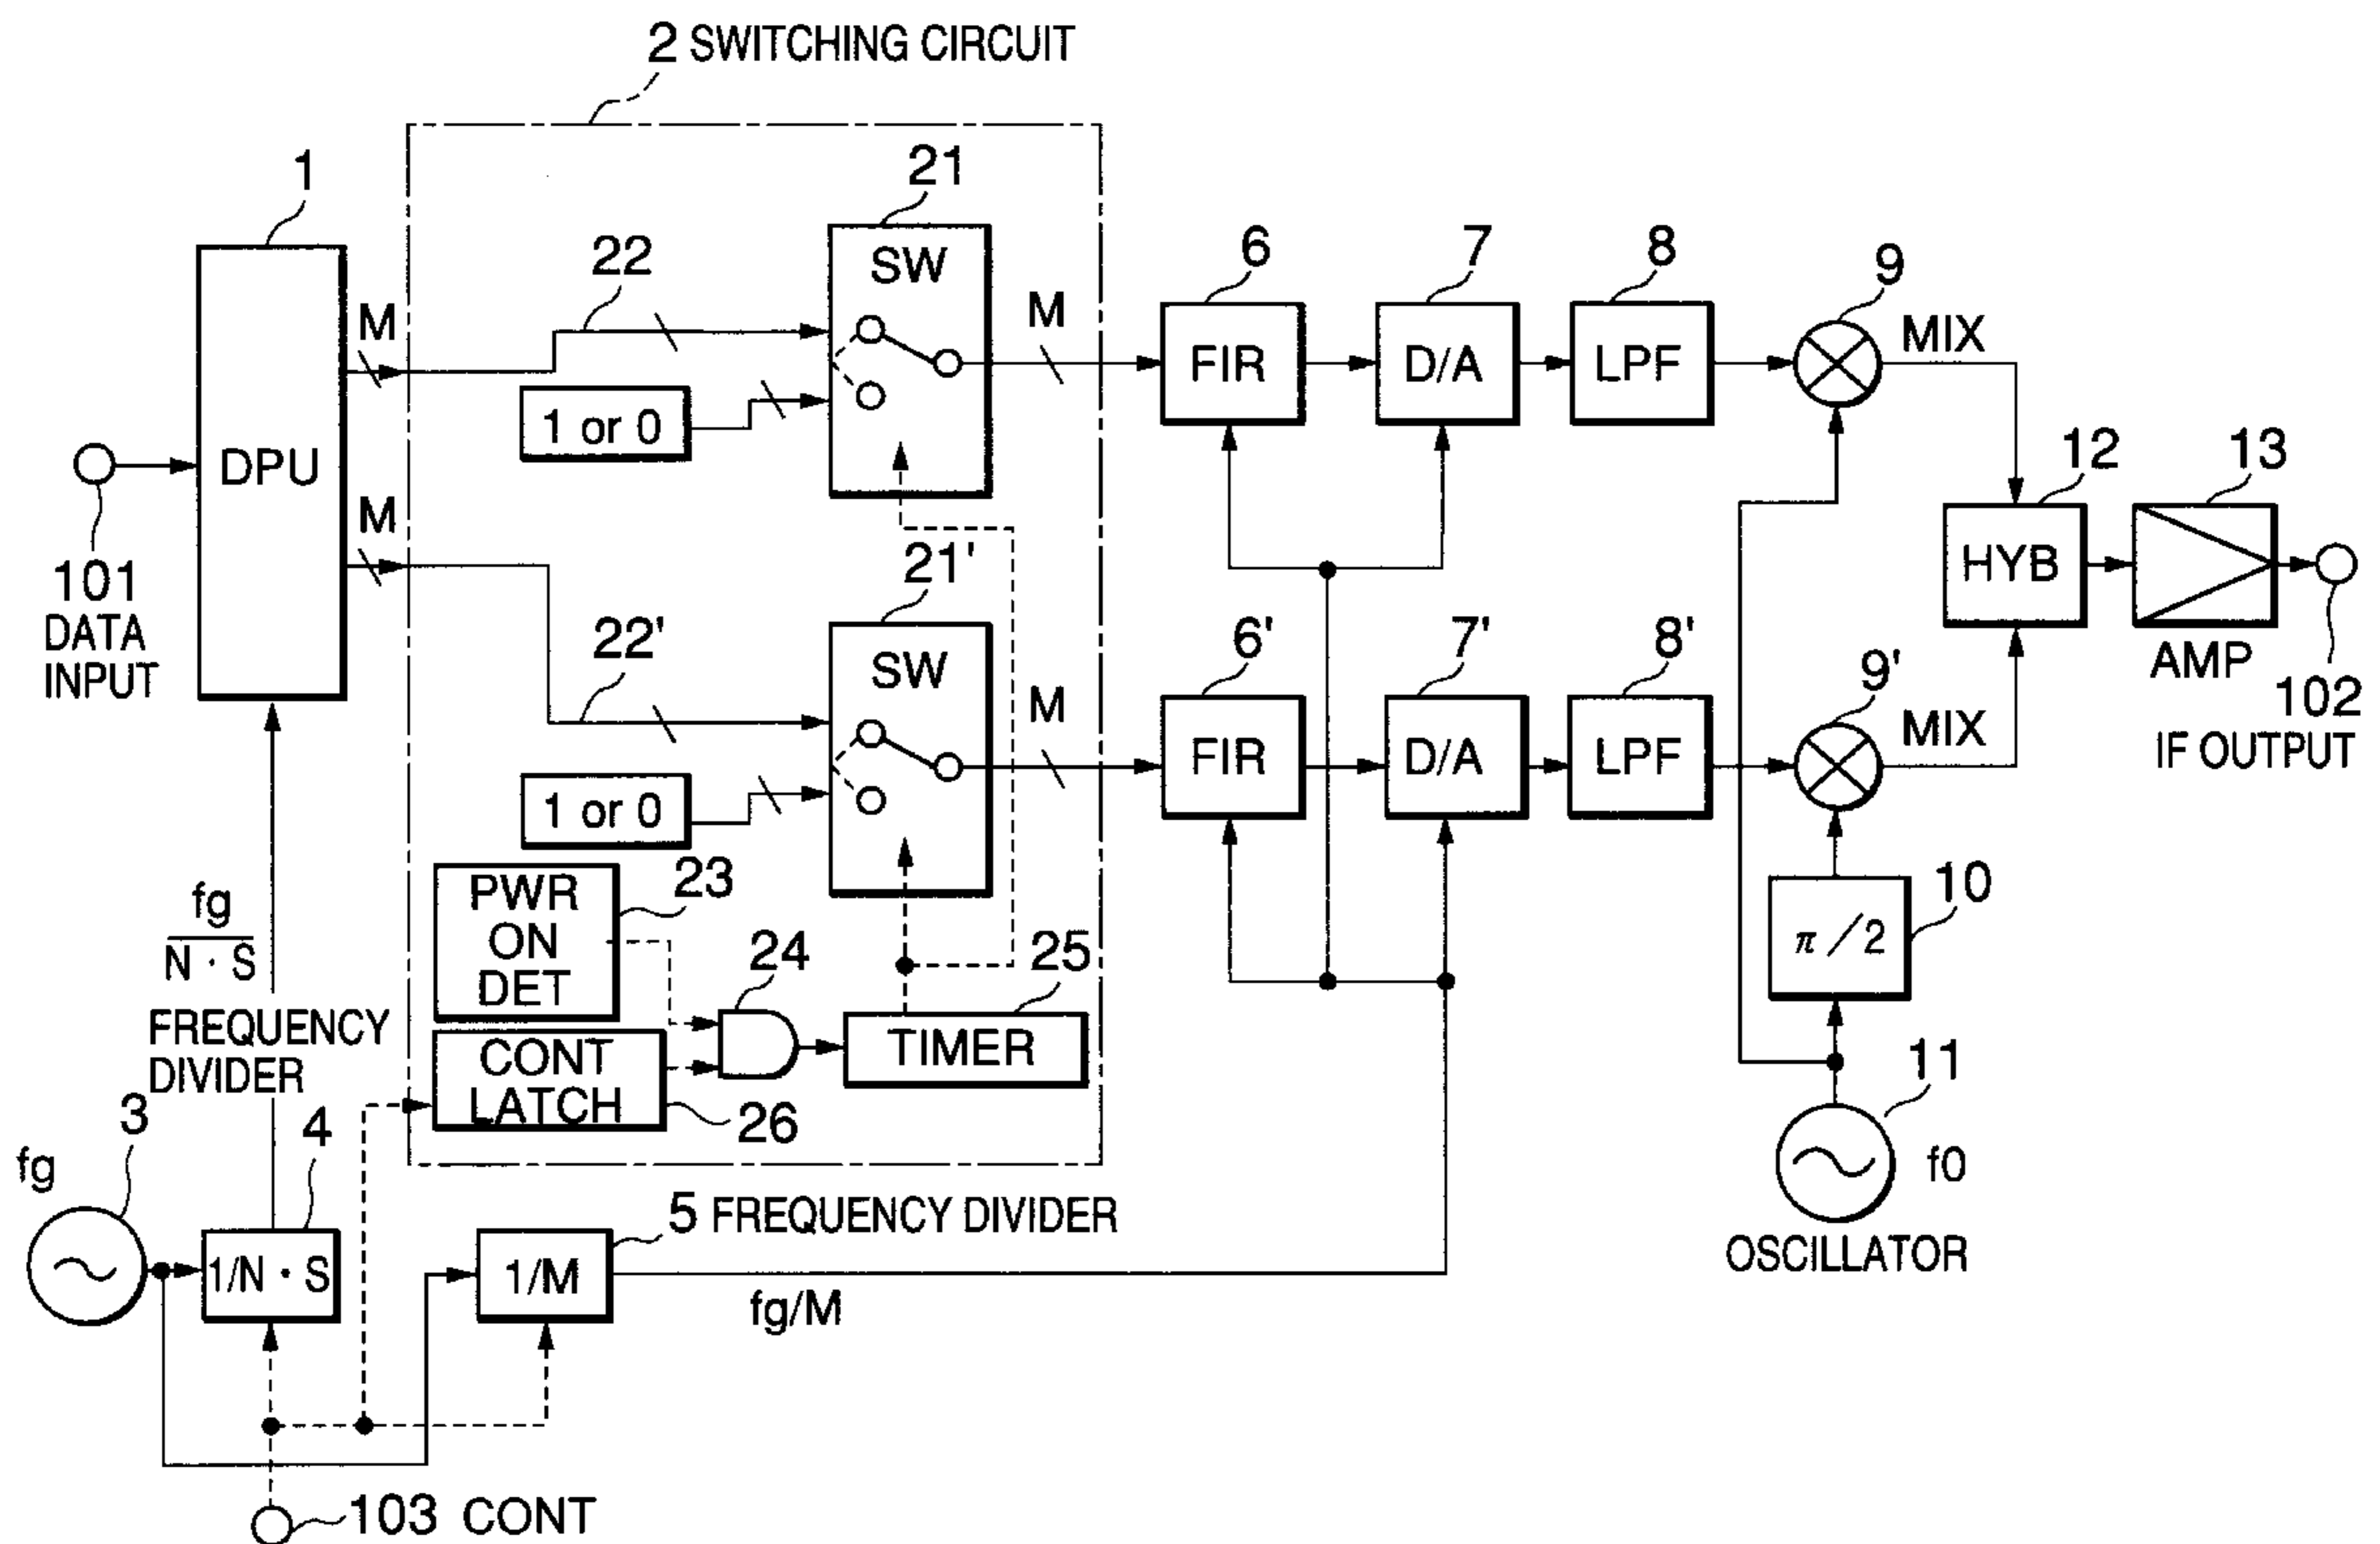 2 SWITCHING CIRCUIT
1
21
22
SW
M
M
6
7
8
9
FIR
D/A
LPF
MIX
1 or 0
DPU
12
13
HYB
M
101
DATA
INPUT
21'
22'
SW
M
6'
7'
8'
9'
AMP
102
IF OUTPUT
FIR
D/A
LPF
MIX
1 or 0
PWR
ON
DET
23
24
25
10
π/2
fg
N · S
FREQUENCY
DIVIDER
CONT
LATCH
26
TIMER
11
f0
OSCILLATOR
3
4
fg
1/N · S
5 FREQUENCY DIVIDER
1/M
fg/M
103 CONT